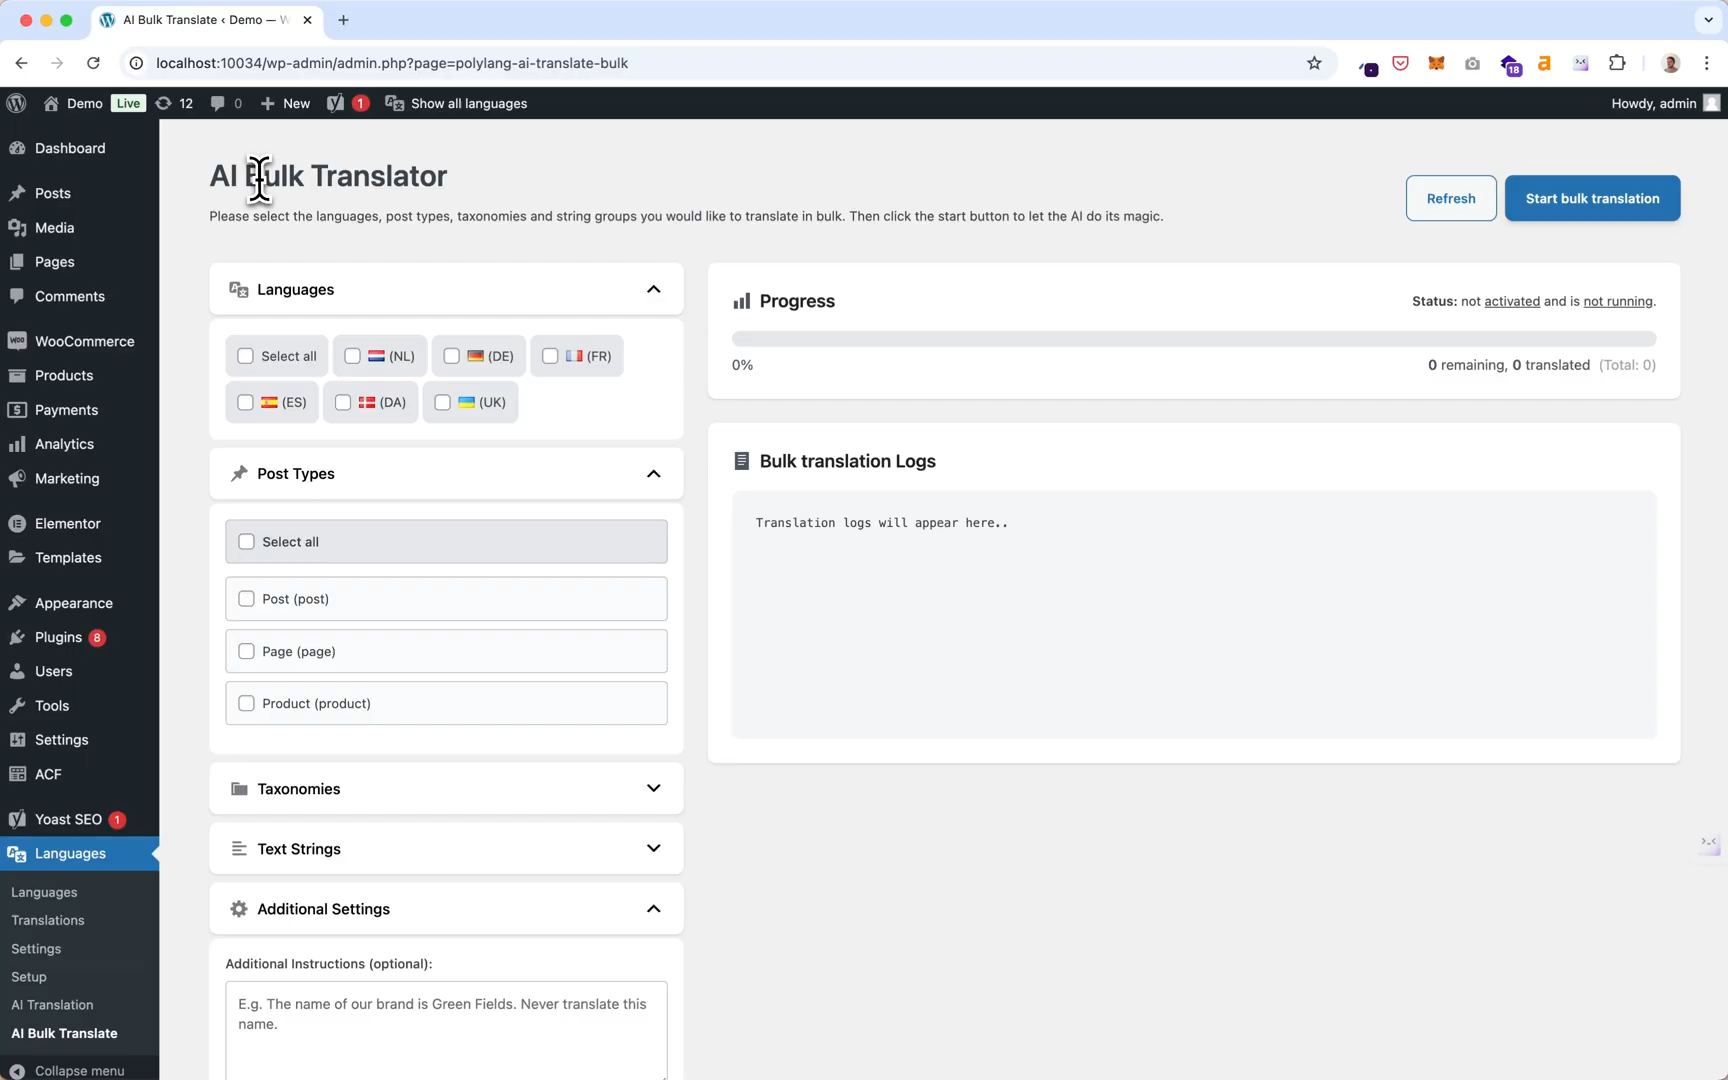 AI Bulk Translate ‹ Demo — W
localhost:10034/wp-admin/admin.php?page=polylang-ai-translate-bulk
18
Demo Live 12 0 New 1 Show all languages Howdy, admin
Dashboard
Posts
Media
Pages
Comments
WooCommerce
Products
Payments
Analytics
Marketing
Elementor
Templates
Appearance
Plugins 8
Users
Tools
Settings
ACF
Yoast SEO 1
Languages
Languages
Translations
Settings
Setup
AI Translation
AI Bulk Translate
Collapse menu
AI Bulk Translator
Please select the languages, post types, taxonomies and string groups you would like to translate in bulk. Then click the start button to let the AI do its magic.
Refresh
Start bulk translation
Languages
Select all (NL) (DE) (FR)
(ES) (DA) (UK)
Post Types
Select all
Post (post)
Page (page)
Product (product)
Taxonomies
Text Strings
Additional Settings
Additional Instructions (optional):
E.g. The name of our brand is Green Fields. Never translate this
name.
Progress
Status: not activated and is not running.
0%
0 remaining, 0 translated (Total: 0)
Bulk translation Logs
Translation logs will appear here..